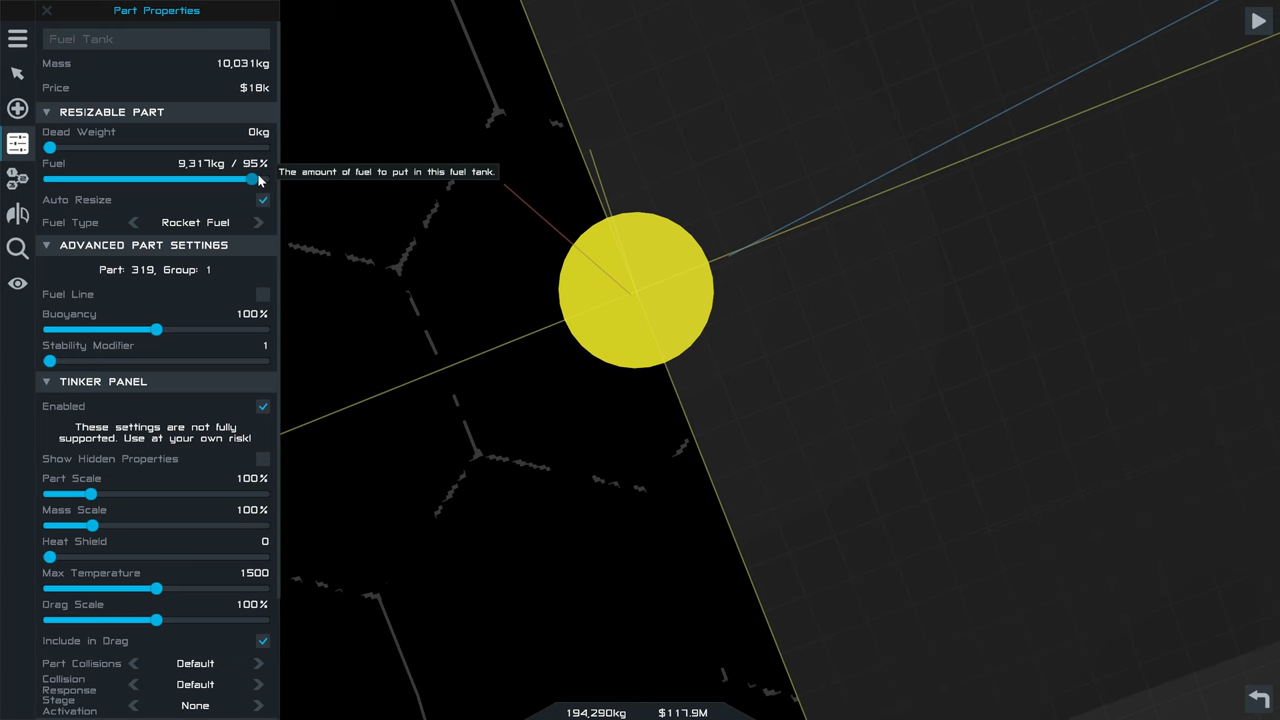 Part Properties
Fuel Tank
Mass 10,031kg
Price $18k
RESIZABLE PART
Dead Weight 0kg
Fuel 9,317kg / 95%
The amount of fuel to put in this fuel tank.
Auto Resize
Fuel Type Rocket Fuel
ADVANCED PART SETTINGS
Part: 319, Group: 1
Fuel Line
Buoyancy 100%
Stability Modifier 1
TINKER PANEL
Enabled
These settings are not fully
supported. Use at your own risk!
Show Hidden Properties
Part Scale 100%
Mass Scale 100%
Heat Shield 0
Max Temperature 1500
Drag Scale 100%
Include in Drag
Part Collisions Default
Collision
Response Default
Stage
Activation None
194,290kg $117.9M